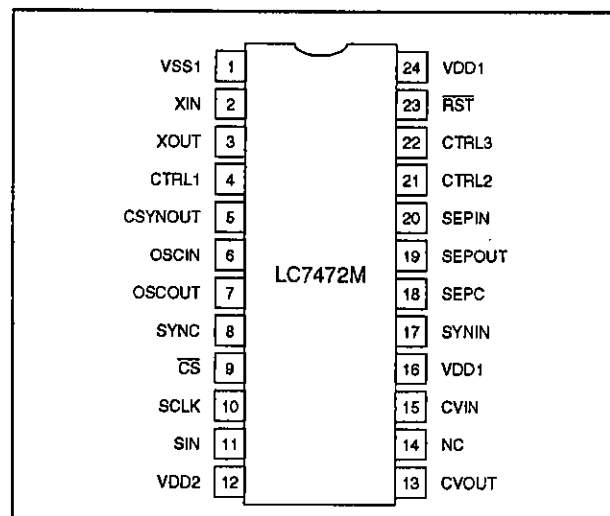 VSS1 1 24 VDD1
XIN 2 23 R̅S̅T̅
XOUT 3 22 CTRL3
CTRL1 4 21 CTRL2
CSYNOUT 5 20 SEPIN
OSCIN 6 19 SEPOUT
LC7472M
OSCOUT 7 18 SEPC
SYNC 8 17 SYNIN
C̅S̅ 9 16 VDD1
SCLK 10 15 CVIN
SIN 11 14 NC
VDD2 12 13 CVOUT